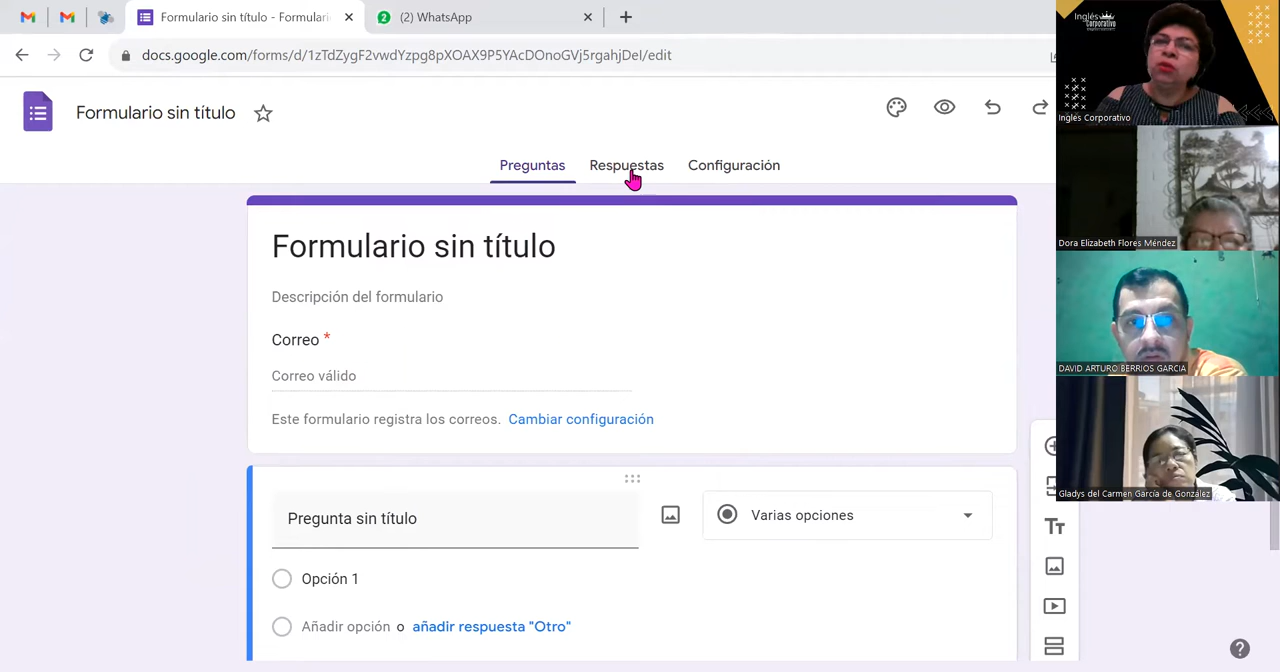 Formulario sin título - Formulari
(2) WhatsApp
docs.google.com/forms/d/1zTdZygF2vwdYzpg8pXOAX9P5YAcDOnoGVj5rgahjDeI/edit
Formulario sin título
Preguntas
Respuestas
Configuración
Formulario sin título
Descripción del formulario
Correo *
Correo válido
Este formulario registra los correos. Cambiar configuración
Pregunta sin título
Varias opciones
Opción 1
Añadir opción o añadir respuesta "Otro"
Inglés
Corporativo
Inglés Corporativo
Dora Elizabeth Flores Méndez
DAVID ARTURO BERRIOS GARCIA
Gladys del Carmen García de González